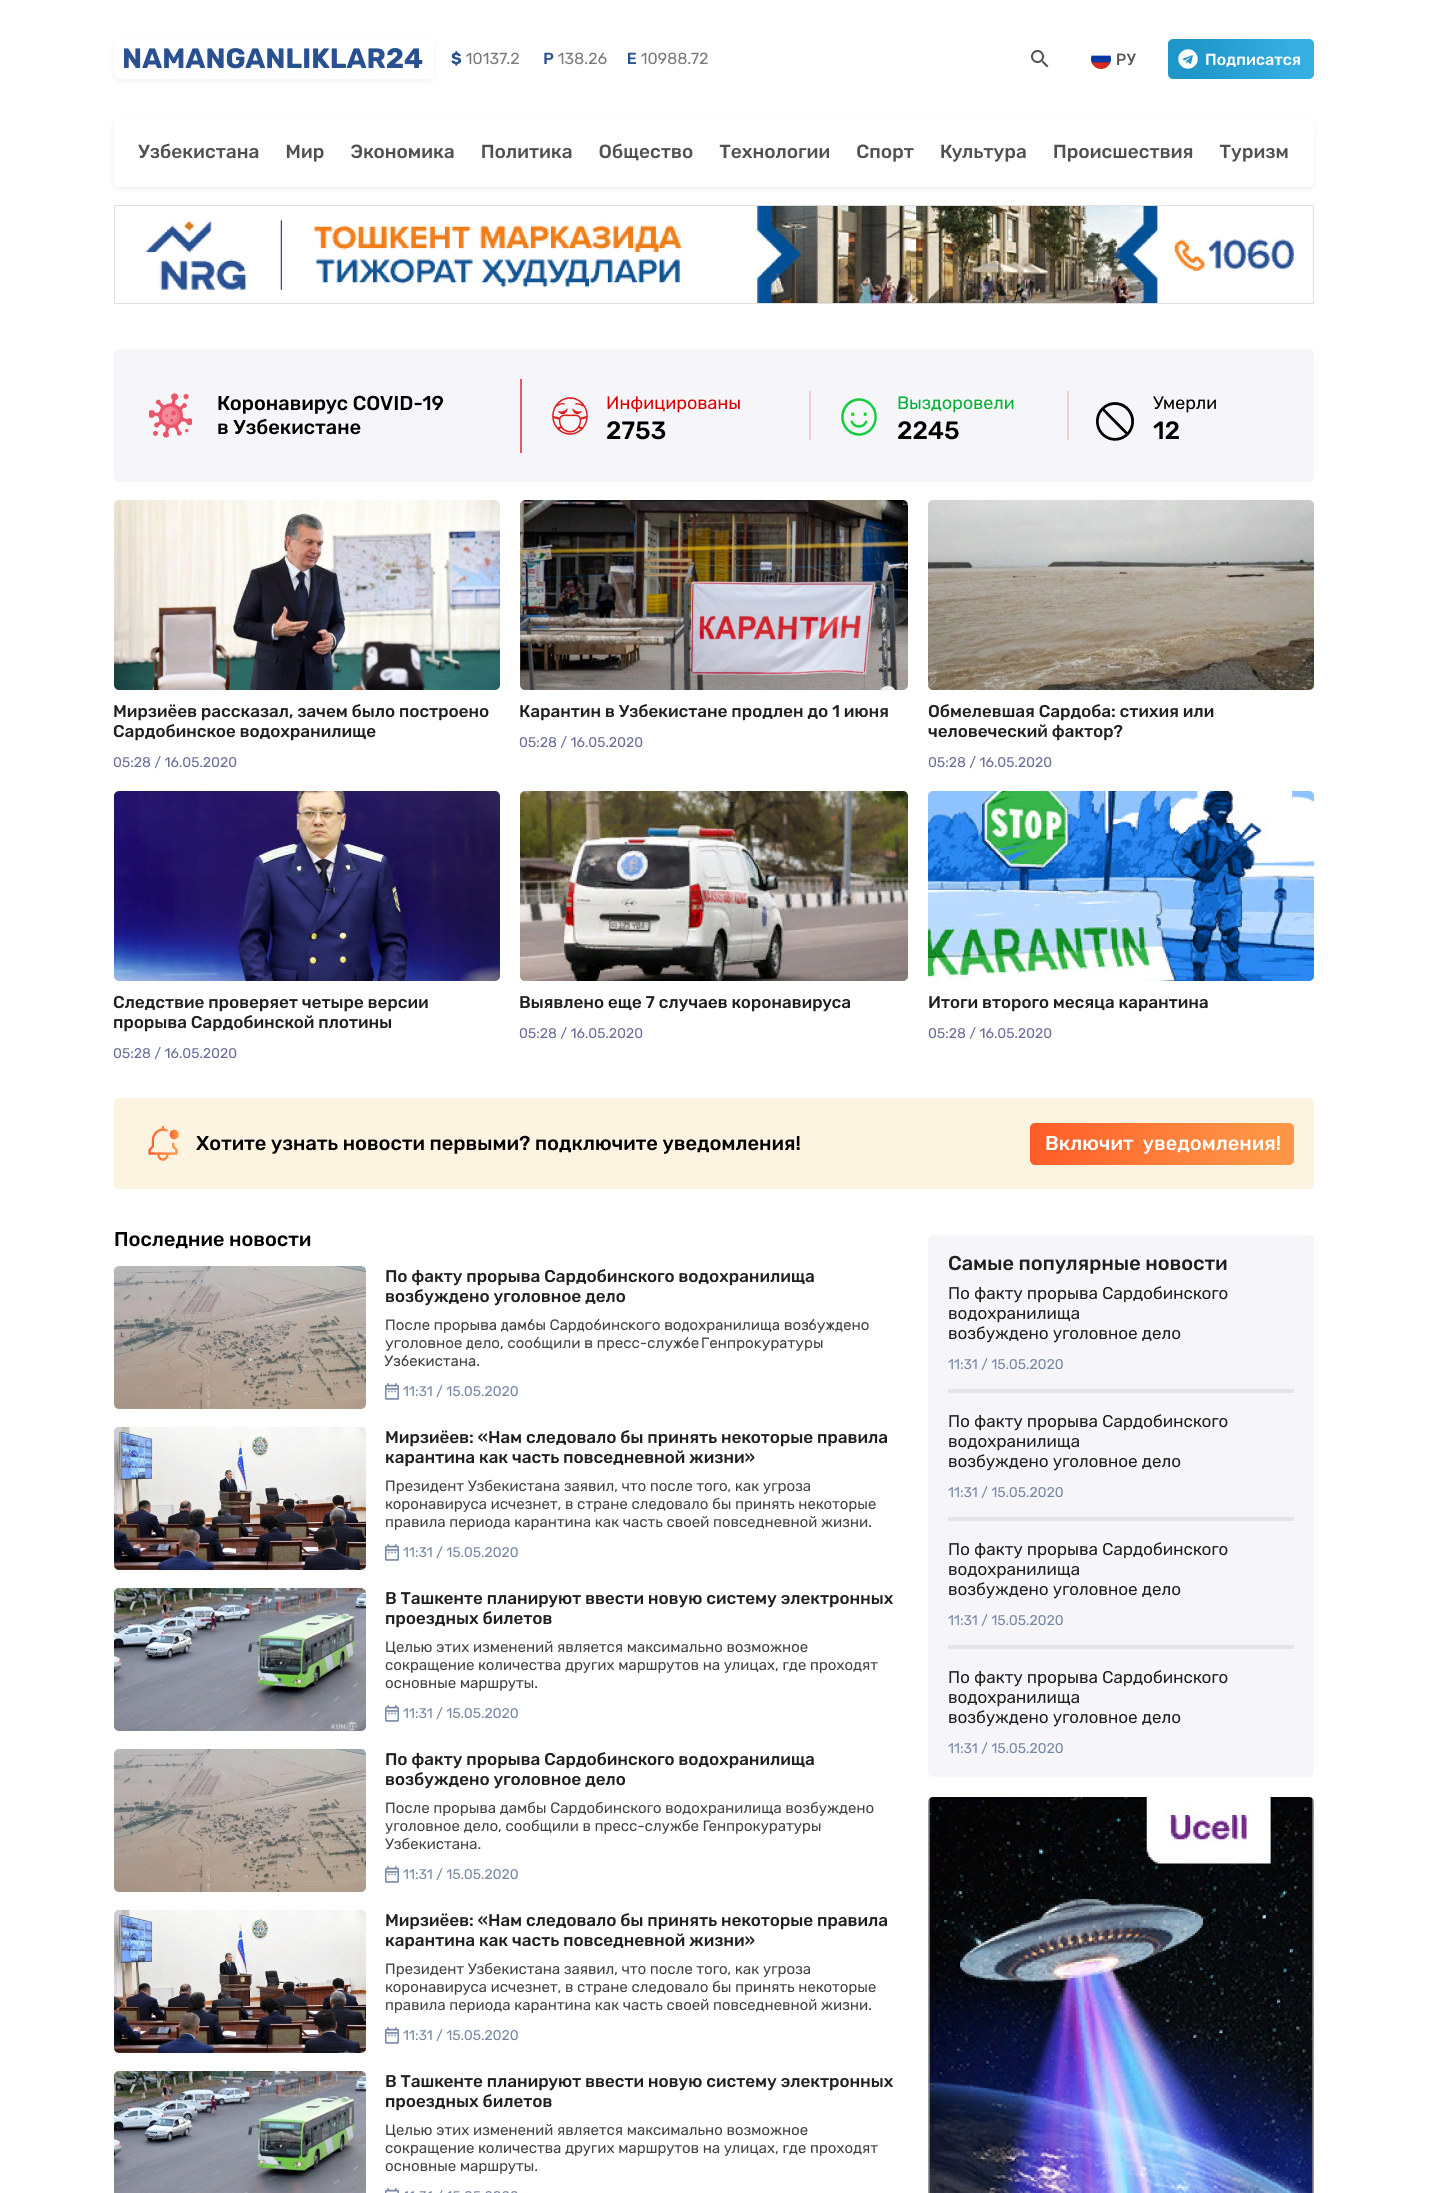 NAMANGANLIKLAR24
$ 10137.2 P 138.26 E 10988.72
РУ
Подписатся
Узбекистана Мир Экономика Политика Общество Технологии Спорт Культура Происшествия Туризм
NRG
ТОШКЕНТ МАРКАЗИДА
ТИЖОРАТ ҲУДУДЛАРИ
1060
Коронавирус COVID-19
в Узбекистане
Инфицированы
2753
Выздоровели
2245
Умерли
12
КАРАНТИН
Мирзиёев рассказал, зачем было построено
Сардобинское водохранилище
05:28 / 16.05.2020
Карантин в Узбекистане продлен до 1 июня
05:28 / 16.05.2020
Обмелевшая Сардоба: стихия или
человеческий фактор?
05:28 / 16.05.2020
STOP
KARANTIN
Следствие проверяет четыре версии
прорыва Сардобинской плотины
05:28 / 16.05.2020
Выявлено еще 7 случаев коронавируса
05:28 / 16.05.2020
Итоги второго месяца карантина
05:28 / 16.05.2020
Хотите узнать новости первыми? подключите уведомления!
Включит уведомления!
Последние новости
По факту прорыва Сардобинского водохранилища
возбуждено уголовное дело
После прорыва дамбы Сардобинского водохранилища возбуждено
уголовное дело, сообщили в пресс-службе Генпрокуратуры
Узбекистана.
11:31 / 15.05.2020
Мирзиёев: «Нам следовало бы принять некоторые правила
карантина как часть повседневной жизни»
Президент Узбекистана заявил, что после того, как угроза
коронавируса исчезнет, в стране следовало бы принять некоторые
правила периода карантина как часть своей повседневной жизни.
11:31 / 15.05.2020
В Ташкенте планируют ввести новую систему электронных
проездных билетов
Целью этих изменений является максимально возможное
сокращение количества других маршрутов на улицах, где проходят
основные маршруты.
11:31 / 15.05.2020
По факту прорыва Сардобинского водохранилища
возбуждено уголовное дело
После прорыва дамбы Сардобинского водохранилища возбуждено
уголовное дело, сообщили в пресс-службе Генпрокуратуры
Узбекистана.
11:31 / 15.05.2020
Мирзиёев: «Нам следовало бы принять некоторые правила
карантина как часть повседневной жизни»
Президент Узбекистана заявил, что после того, как угроза
коронавируса исчезнет, в стране следовало бы принять некоторые
правила периода карантина как часть своей повседневной жизни.
11:31 / 15.05.2020
В Ташкенте планируют ввести новую систему электронных
проездных билетов
Целью этих изменений является максимально возможное
сокращение количества других маршрутов на улицах, где проходят
основные маршруты.
Самые популярные новости
По факту прорыва Сардобинского
водохранилища
возбуждено уголовное дело
11:31 / 15.05.2020
По факту прорыва Сардобинского
водохранилища
возбуждено уголовное дело
11:31 / 15.05.2020
По факту прорыва Сардобинского
водохранилища
возбуждено уголовное дело
11:31 / 15.05.2020
По факту прорыва Сардобинского
водохранилища
возбуждено уголовное дело
11:31 / 15.05.2020
Ucell